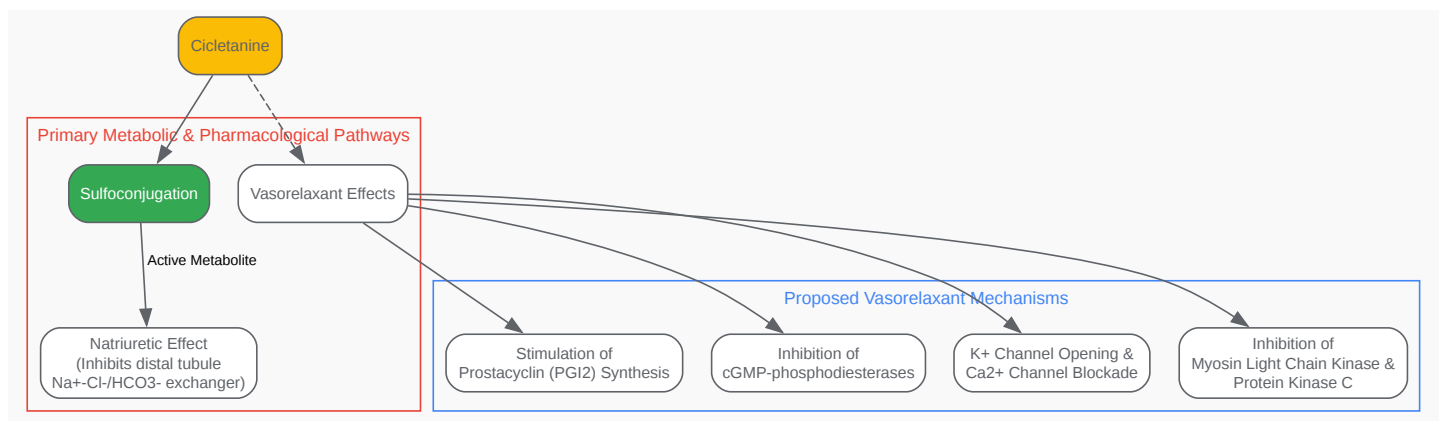 Cicletanine
Primary Metabolic & Pharmacological Pathways
Sulfoconjugation
Vasorelaxant Effects
Active Metabolite
Natriuretic Effect
(Inhibits distal tubule
Na+-Cl-/HCO3- exchanger)
Proposed Vasorelaxant Mechanisms
Stimulation of
Prostacyclin (PGI2) Synthesis
Inhibition of
cGMP-phosphodiesterases
K+ Channel Opening &
Ca2+ Channel Blockade
Inhibition of
Myosin Light Chain Kinase &
Protein Kinase C